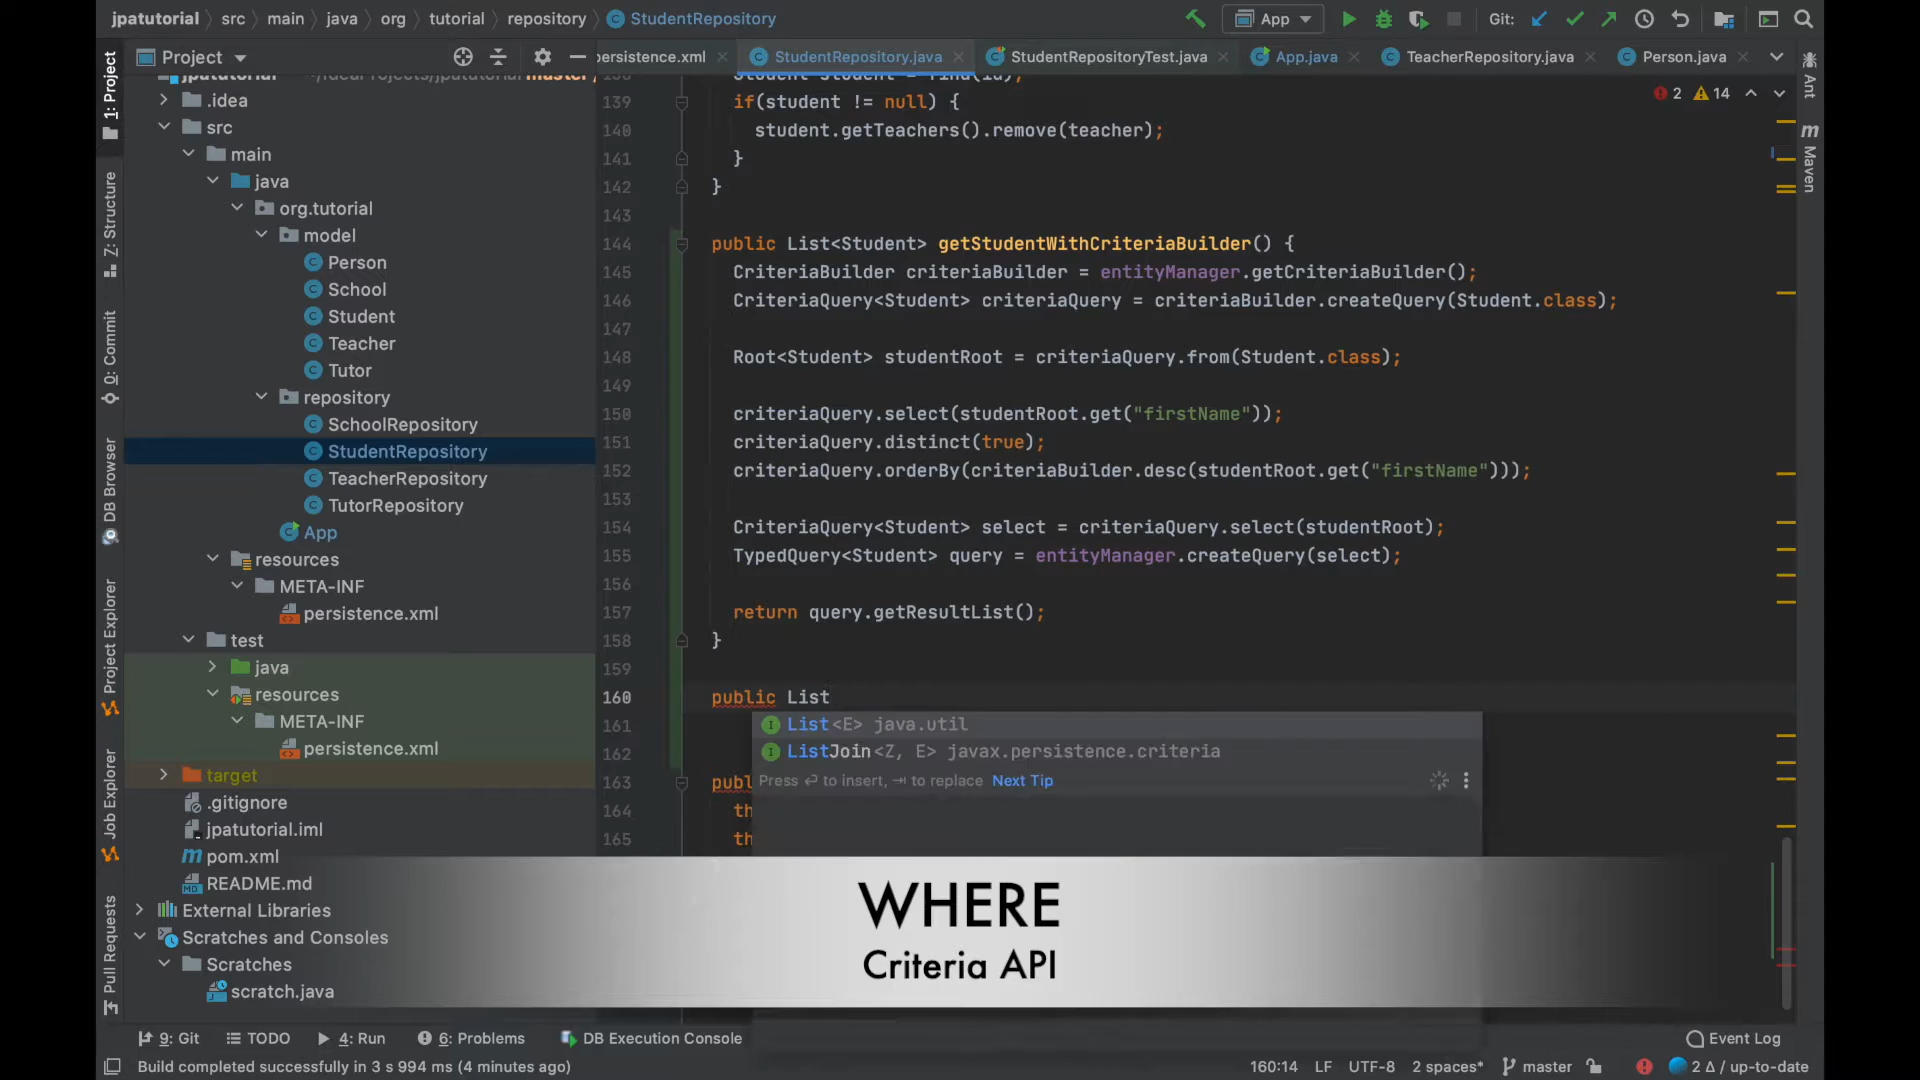 jpatutorial src main java org tutorial repository StudentRepository App Git:
1: Project
Z: Structure
0: Commit
DB Browser
Project Explorer
Job Explorer
Pull Requests
Project
.idea
src
main
java
org.tutorial
model
Person
School
Student
Teacher
Tutor
repository
SchoolRepository
StudentRepository
TeacherRepository
TutorRepository
App
resources
META-INF
persistence.xml
test
java
resources
META-INF
persistence.xml
target
.gitignore
jpatutorial.iml
pom.xml
README.md
External Libraries
Scratches and Consoles
Scratches
scratch.java
persistence.xml StudentRepository.java StudentRepositoryTest.java App.java TeacherRepository.java Person.java
2 14
139 if(student != null) {
140 student.getTeachers().remove(teacher);
141 }
142 }
143
144 public List<Student> getStudentWithCriteriaBuilder() {
145 CriteriaBuilder criteriaBuilder = entityManager.getCriteriaBuilder();
146 CriteriaQuery<Student> criteriaQuery = criteriaBuilder.createQuery(Student.class);
147
148 Root<Student> studentRoot = criteriaQuery.from(Student.class);
149
150 criteriaQuery.select(studentRoot.get("firstName"));
151 criteriaQuery.distinct(true);
152 criteriaQuery.orderBy(criteriaBuilder.desc(studentRoot.get("firstName")));
153
154 CriteriaQuery<Student> select = criteriaQuery.select(studentRoot);
155 TypedQuery<Student> query = entityManager.createQuery(select);
156
157 return query.getResultList();
158 }
159
160 public List
161
162
163 publ
164 th
165 th
List<E> java.util
ListJoin<Z, E> javax.persistence.criteria
Press ↩ to insert, ⇥ to replace Next Tip
Ant
m Maven
WHERE
Criteria API
9: Git TODO 4: Run 6: Problems DB Execution Console Event Log
Build completed successfully in 3 s 994 ms (4 minutes ago) 160:14 LF UTF-8 2 spaces* master 2 Δ / up-to-date